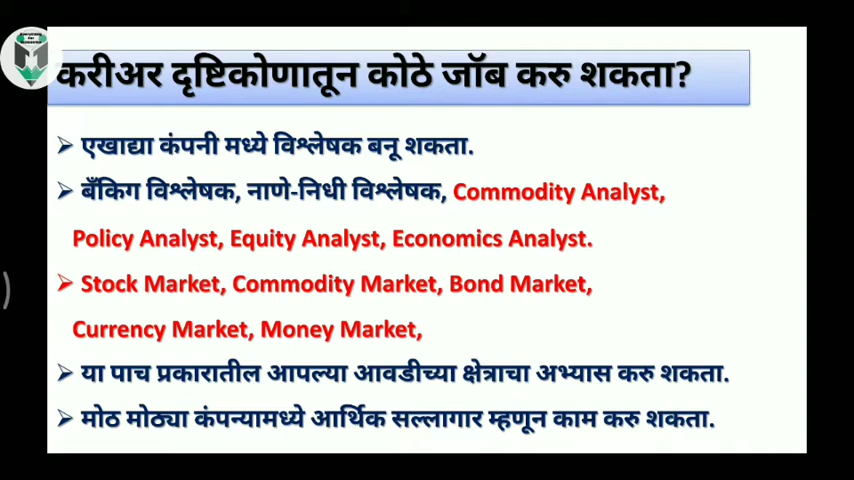 करीअर दृष्टिकोणातून कोठे जॉब करु शकता?
➢ एखाद्या कंपनी मध्ये विश्लेषक बनू शकता.
➢ बँकिग विश्लेषक, नाणे-निधी विश्लेषक, Commodity Analyst,
Policy Analyst, Equity Analyst, Economics Analyst.
➢ Stock Market, Commodity Market, Bond Market,
Currency Market, Money Market,
➢ या पाच प्रकारातील आपल्या आवडीच्या क्षेत्राचा अभ्यास करु शकता.
➢ मोठ मोठ्या कंपन्यामध्ये आर्थिक सल्लागार म्हणून काम करु शकता.